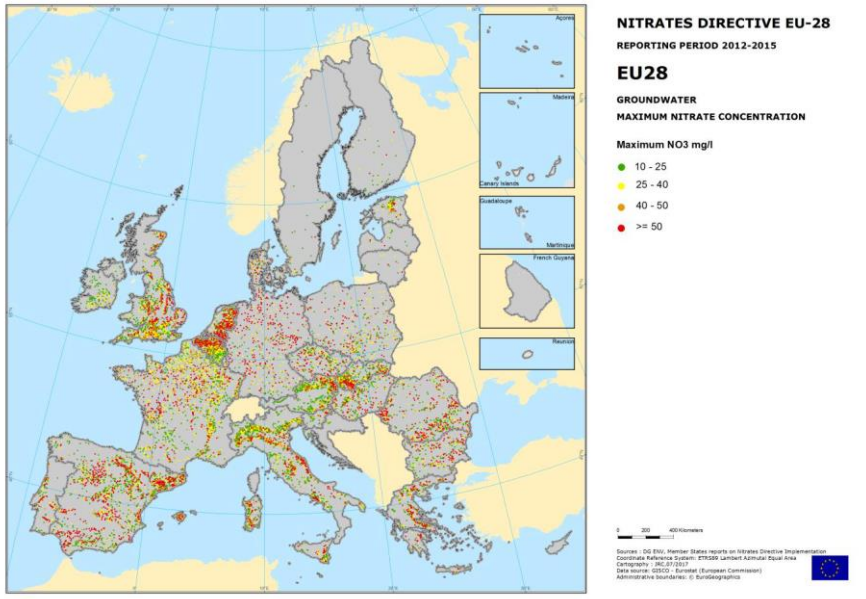 Açores
Madeira
Canary Islands
Guadaloupe
Martinique
French Guyana
Reunion
NITRATES DIRECTIVE EU-28
REPORTING PERIOD 2012-2015
EU28
GROUNDWATER
MAXIMUM NITRATE CONCENTRATION
Maximum NO3 mg/l
10 - 25
25 - 40
40 - 50
>= 50
0 200 400 Kilometers
Sources : DG ENV, Member States reports on Nitrates Directive Implementation
Coordinate Reference System: ETRS89 Lambert Azimutal Equal Area
Cartography : JRC,07/2017
Data source: GISCO - Eurostat (European Commission)
Administrative boundaries: © EuroGeographics